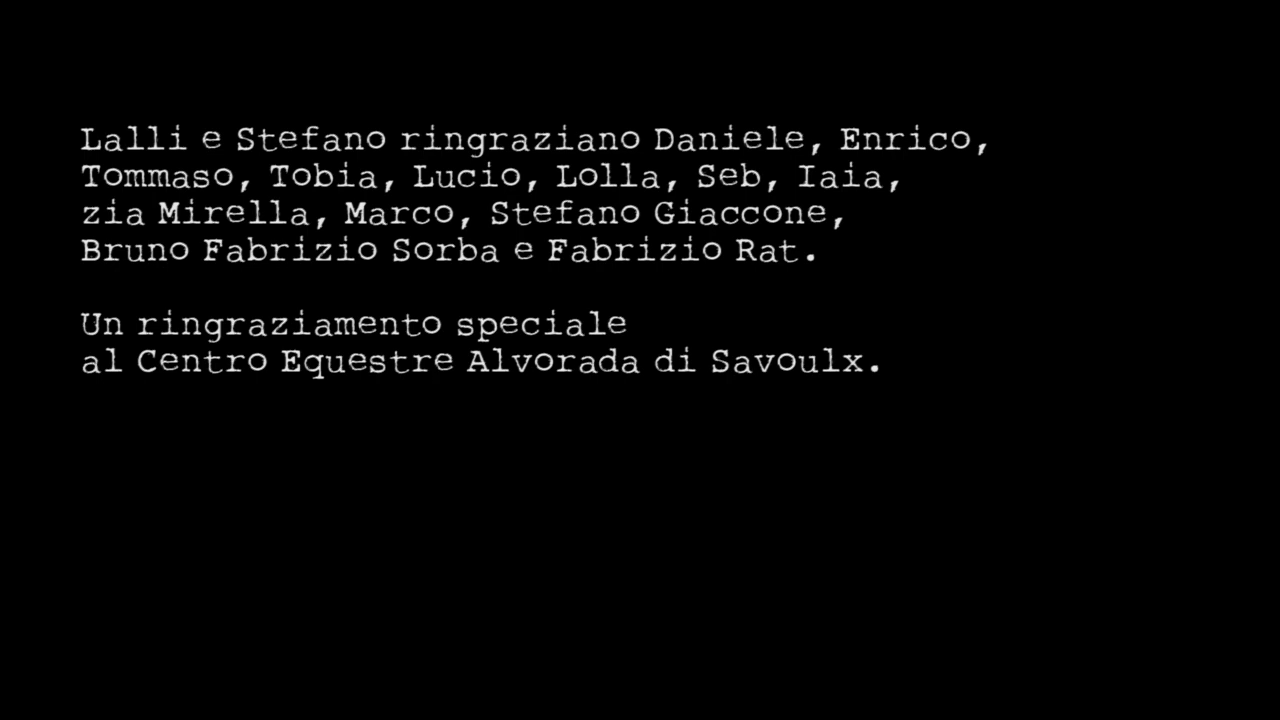 Lalli e Stefano ringraziano Daniele, Enrico,
Tommaso, Tobia, Lucio, Lolla, Seb, Iaia,
zia Mirella, Marco, Stefano Giaccone,
Bruno Fabrizio Sorba e Fabrizio Rat.
Un ringraziamento speciale
al Centro Equestre Alvorada di Savoulx.